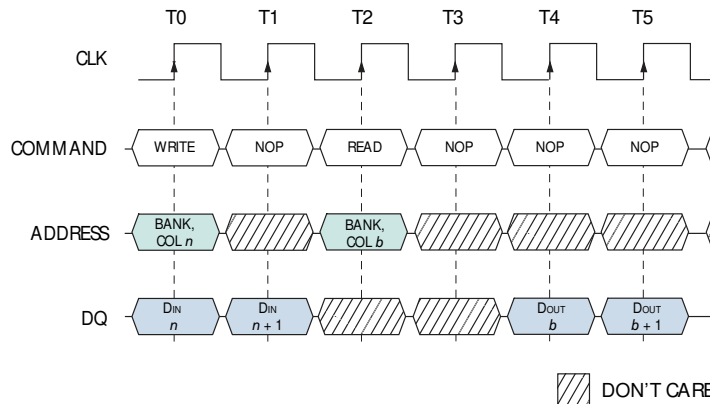 T0 T1 T2 T3 T4 T5
CLK
COMMAND WRITE NOP READ NOP NOP NOP
ADDRESS BANK, COL n BANK, COL b
DQ DIN n DIN n + 1 DOUT b DOUT b + 1
DON'T CARE